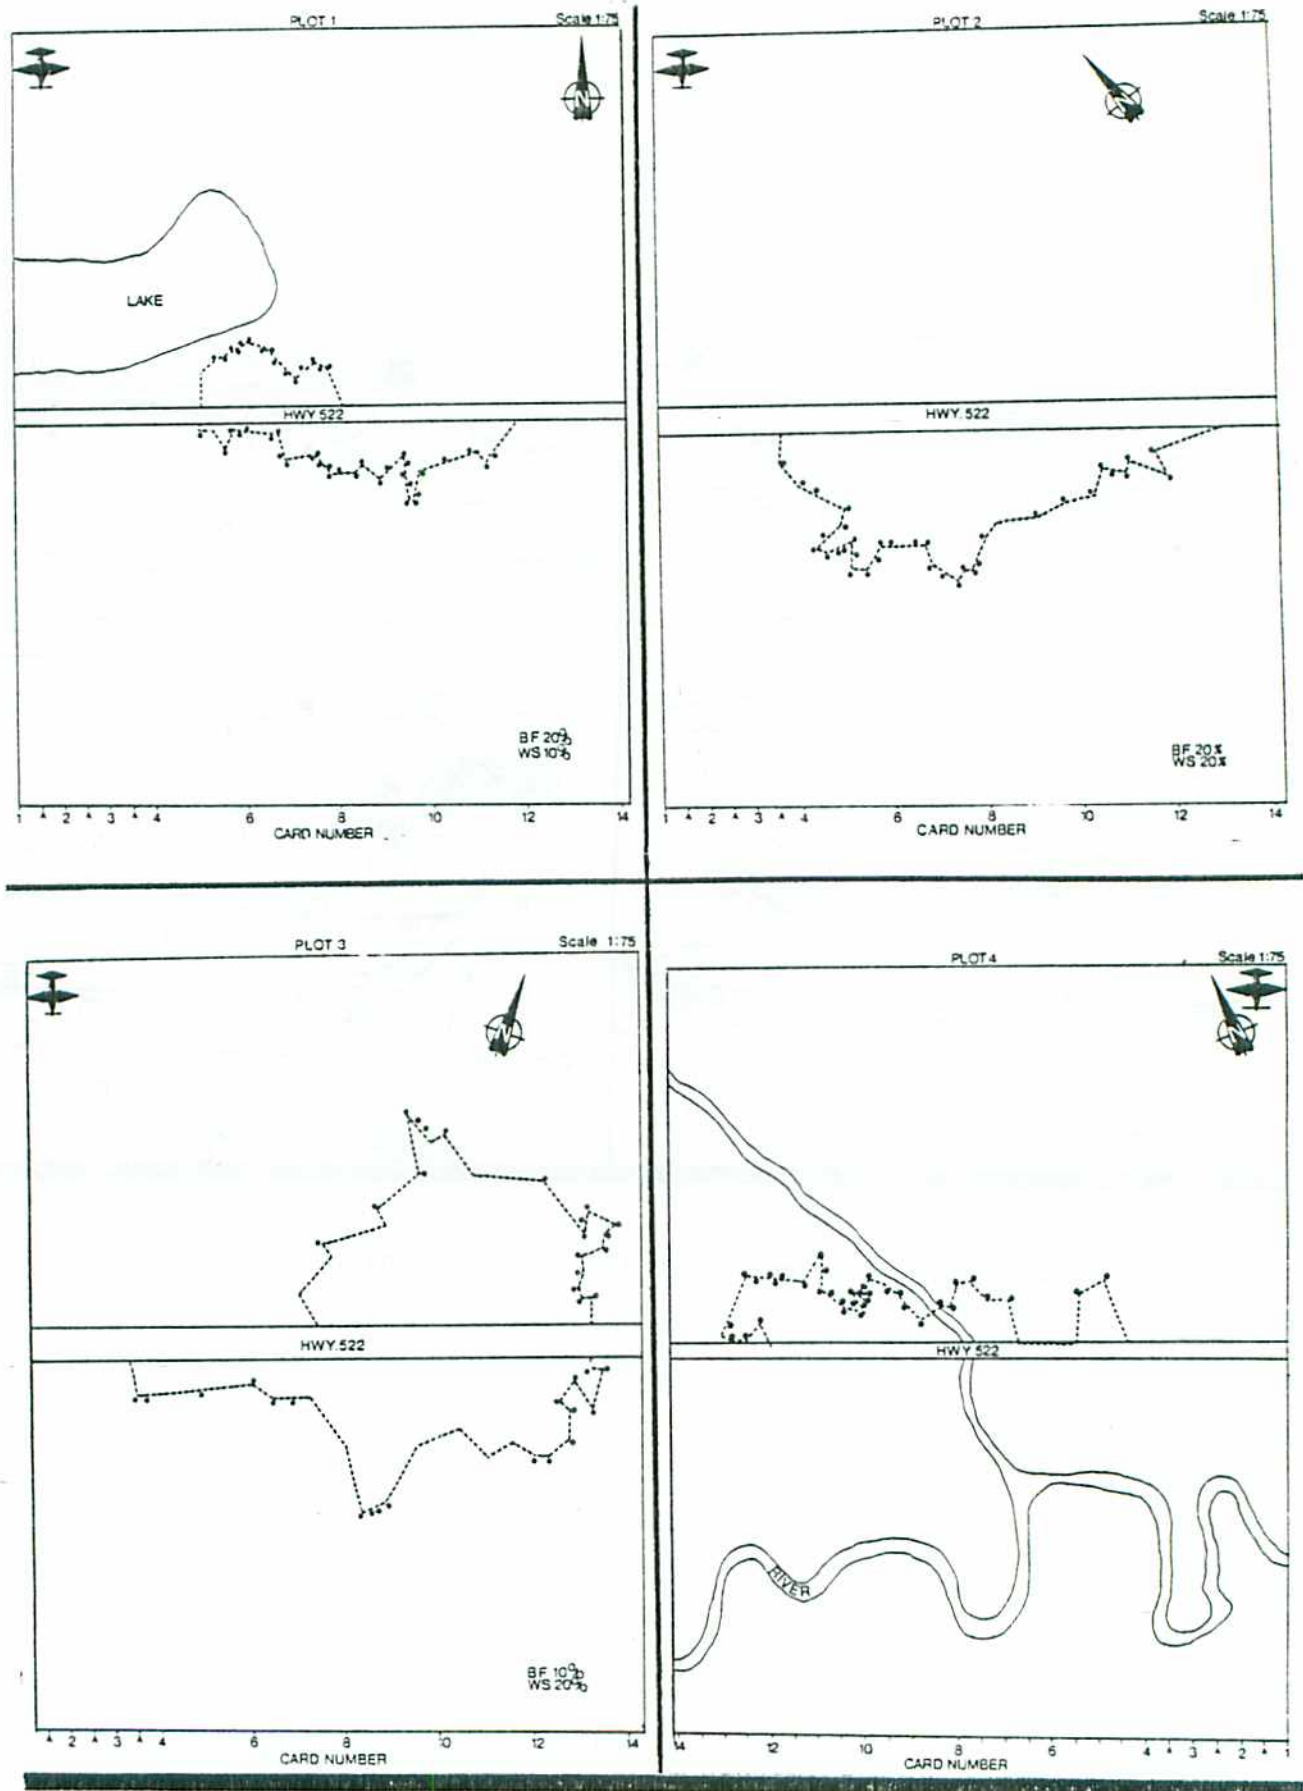 PLOT 1 Scale 1:75
N
LAKE
HWY. 522
BF 20%
WS 10%
1 A 2 A 3 A 4 6 8 10 12 14
CARD NUMBER
PLOT 2 Scale 1:75
N
HWY. 522
BF 20%
WS 20%
1 A 2 A 3 A 4 6 8 10 12 14
CARD NUMBER
PLOT 3 Scale 1:75
N
HWY. 522
BF 10%
WS 20%
A 2 A 3 A 4 6 8 10 12 14
CARD NUMBER
PLOT 4 Scale 1:75
N
HWY 522
RIVER
14 12 10 8 6 4 A 3 A 2 A 1
CARD NUMBER